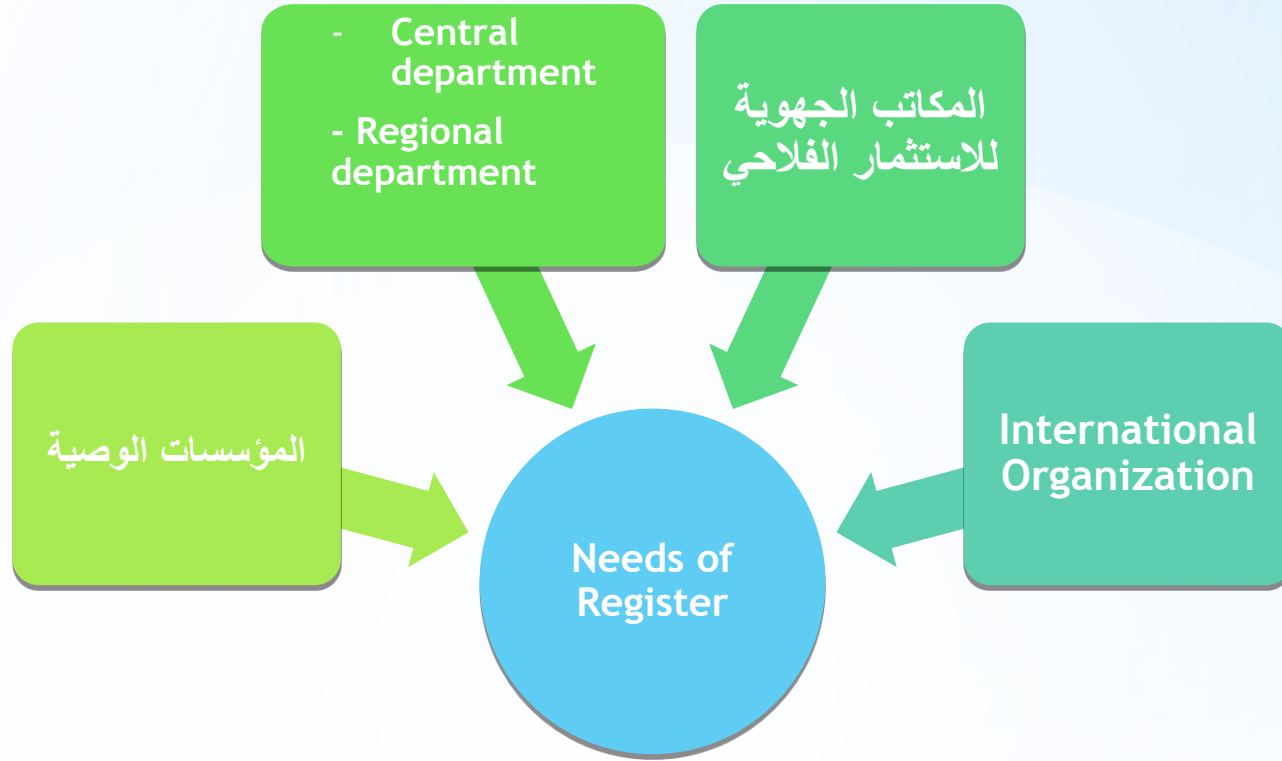 - Central
department
- Regional
department
المكاتب الجهوية
للاستثمار الفلاحي
المؤسسات الوصية
International
Organization
Needs of
Register